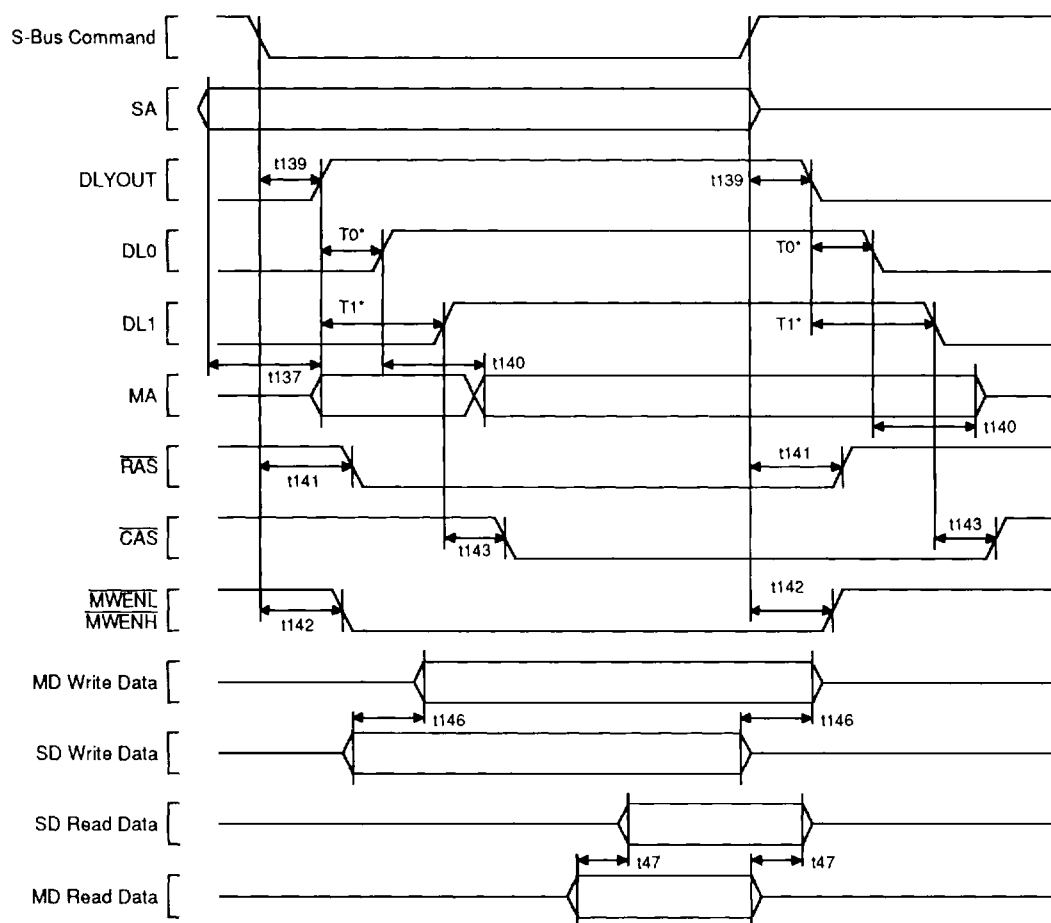 S-Bus Command
SA
DLYOUT
t139
t139
DL0
T0*
T0*
DL1
T1*
T1*
t137
t140
MA
t140
RAS
t141
t141
CAS
t143
t143
MWENL
MWENH
t142
t142
MD Write Data
t146
t146
SD Write Data
SD Read Data
t47
t47
MD Read Data